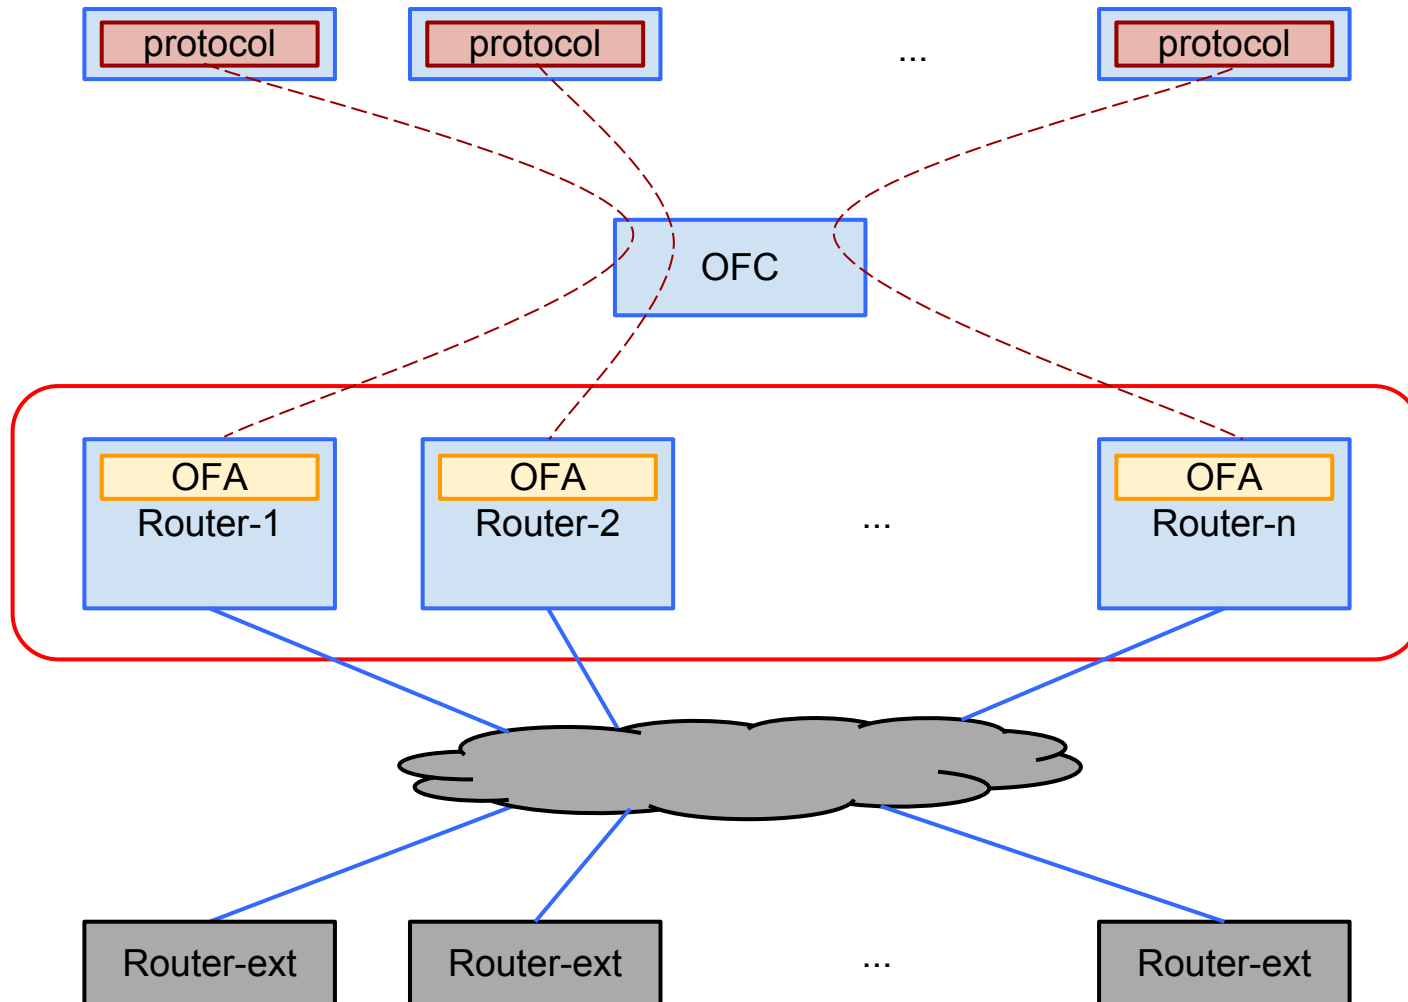 protocol protocol ... protocol
OFC
OFA OFA OFA
Router-1 Router-2 ... Router-n
Router-ext Router-ext ... Router-ext